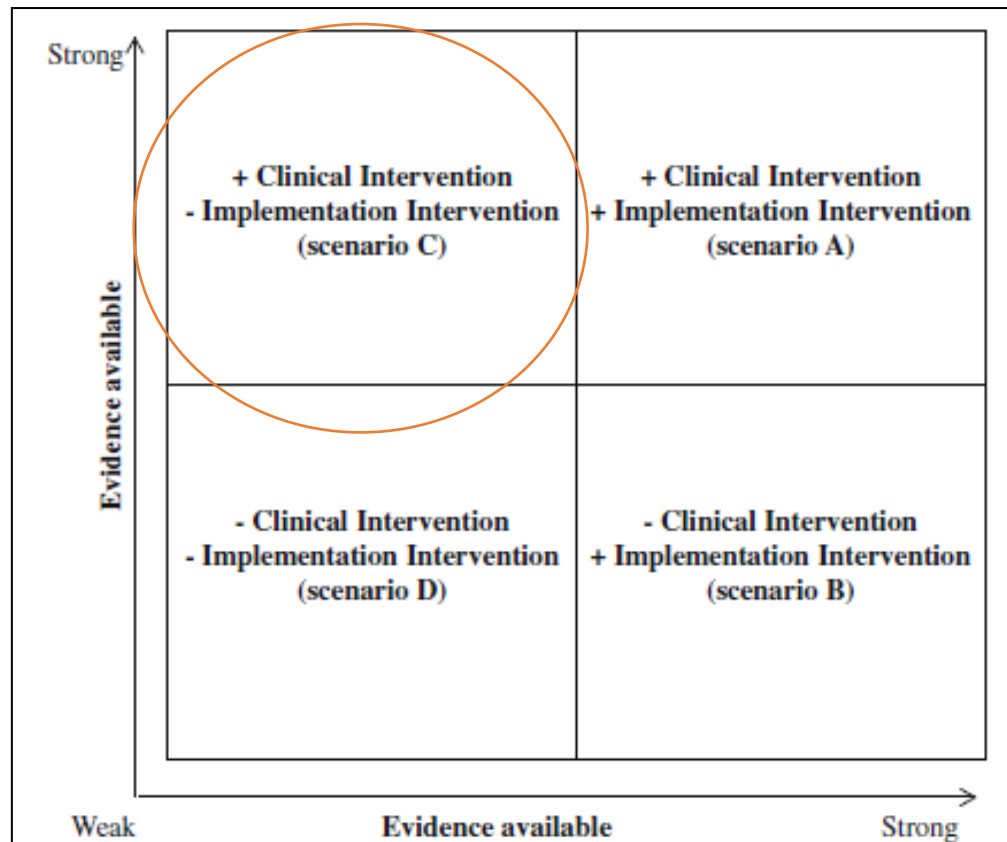 Strong
+ Clinical Intervention
- Implementation Intervention
(scenario C)
+ Clinical Intervention
+ Implementation Intervention
(scenario A)
Evidence available
- Clinical Intervention
- Implementation Intervention
(scenario D)
- Clinical Intervention
+ Implementation Intervention
(scenario B)
Weak
Evidence available
Strong